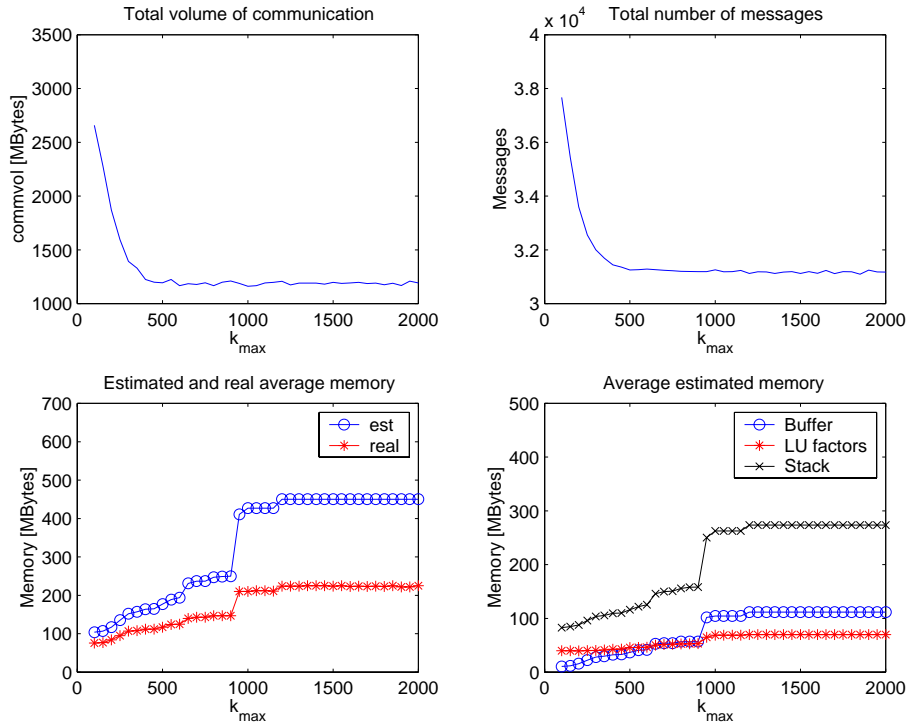 Total volume of communication
3500
3000
2500
2000
1500
1000
commvol [MBytes]
0 500 1000 1500 2000
k_max
Total number of messages
x 10^4
4
3.8
3.6
3.4
3.2
3
Messages
0 500 1000 1500 2000
k_max
Estimated and real average memory
700
600
500
400
300
200
100
0
Memory [MBytes]
est
real
0 500 1000 1500 2000
k_max
Average estimated memory
500
400
300
200
100
0
Memory [MBytes]
Buffer
LU factors
Stack
0 500 1000 1500 2000
k_max